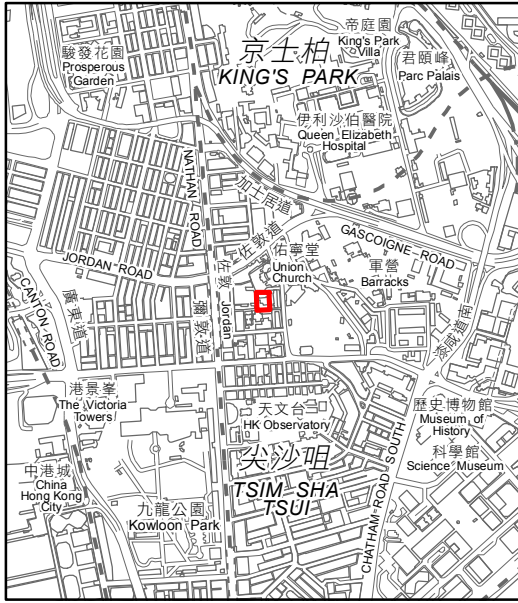 帝庭園
King's Park
Villa
駿發花園
Prosperous
Garden
京士柏
KING'S PARK
君頤峰
Parc Palais
伊利沙伯醫院
Queen Elizabeth
Hospital
NATHAN ROAD
加士居道
佐敦道
GASCOIGNE ROAD
佑寧堂
Union
Church
JORDAN ROAD
佐敦
Jordan
軍營
Barracks
CANTON ROAD
廣東道
彌敦道
漆咸道南
港景峯
The Victoria
Towers
天文台
HK Observatory
歷史博物館
Museum of
History
尖沙咀
TSIM SHA
TSUI
科學館
Science Museum
中港城
China
Hong Kong
City
九龍公園
Kowloon Park
CHATHAM ROAD SOUTH